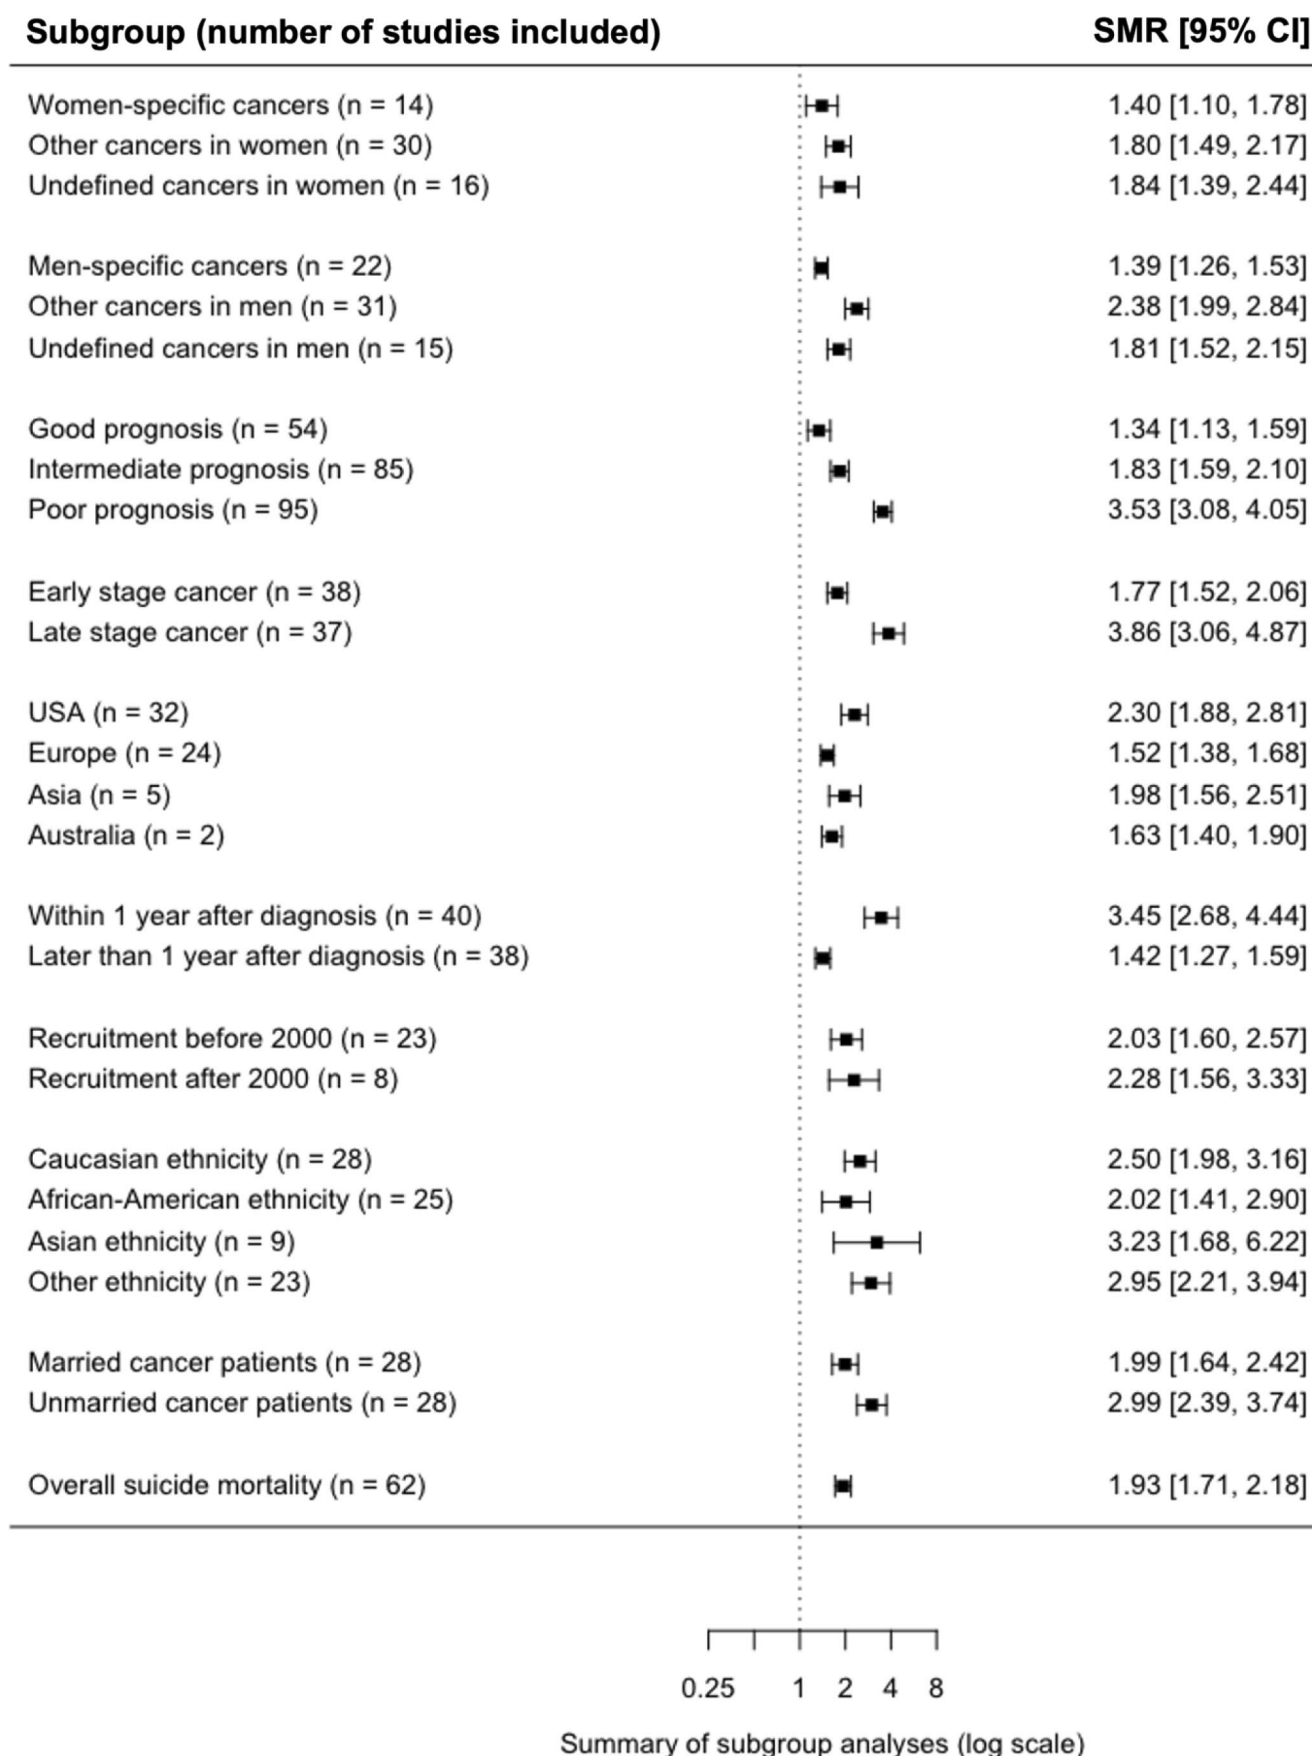 Subgroup (number of studies included) SMR [95% CI]
Women-specific cancers (n = 14) 1.40 [1.10, 1.78]
Other cancers in women (n = 30) 1.80 [1.49, 2.17]
Undefined cancers in women (n = 16) 1.84 [1.39, 2.44]
Men-specific cancers (n = 22) 1.39 [1.26, 1.53]
Other cancers in men (n = 31) 2.38 [1.99, 2.84]
Undefined cancers in men (n = 15) 1.81 [1.52, 2.15]
Good prognosis (n = 54) 1.34 [1.13, 1.59]
Intermediate prognosis (n = 85) 1.83 [1.59, 2.10]
Poor prognosis (n = 95) 3.53 [3.08, 4.05]
Early stage cancer (n = 38) 1.77 [1.52, 2.06]
Late stage cancer (n = 37) 3.86 [3.06, 4.87]
USA (n = 32) 2.30 [1.88, 2.81]
Europe (n = 24) 1.52 [1.38, 1.68]
Asia (n = 5) 1.98 [1.56, 2.51]
Australia (n = 2) 1.63 [1.40, 1.90]
Within 1 year after diagnosis (n = 40) 3.45 [2.68, 4.44]
Later than 1 year after diagnosis (n = 38) 1.42 [1.27, 1.59]
Recruitment before 2000 (n = 23) 2.03 [1.60, 2.57]
Recruitment after 2000 (n = 8) 2.28 [1.56, 3.33]
Caucasian ethnicity (n = 28) 2.50 [1.98, 3.16]
African-American ethnicity (n = 25) 2.02 [1.41, 2.90]
Asian ethnicity (n = 9) 3.23 [1.68, 6.22]
Other ethnicity (n = 23) 2.95 [2.21, 3.94]
Married cancer patients (n = 28) 1.99 [1.64, 2.42]
Unmarried cancer patients (n = 28) 2.99 [2.39, 3.74]
Overall suicide mortality (n = 62) 1.93 [1.71, 2.18]
0.25 1 2 4 8
Summary of subgroup analyses (log scale)